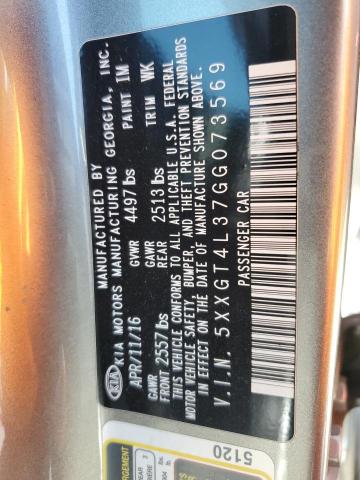 MANUFACTURED BY
KIA KIA MOTORS MANUFACTURING GEORGIA, INC.
APR/11/16 GVWR 4497 lbs PAINT IM
GAWR FRONT 2557 lbs GAWR REAR 2513 lbs TRIM WK
THIS VEHICLE CONFORMS TO ALL APPLICABLE U.S.A. FEDERAL
MOTOR VEHICLE SAFETY, BUMPER, AND THEFT PREVENTION STANDARDS
IN EFFECT ON THE DATE OF MANUFACTURE SHOWN ABOVE.
V.I.N. 5XXGT4L37GG073569
PASSENGER CAR
5120